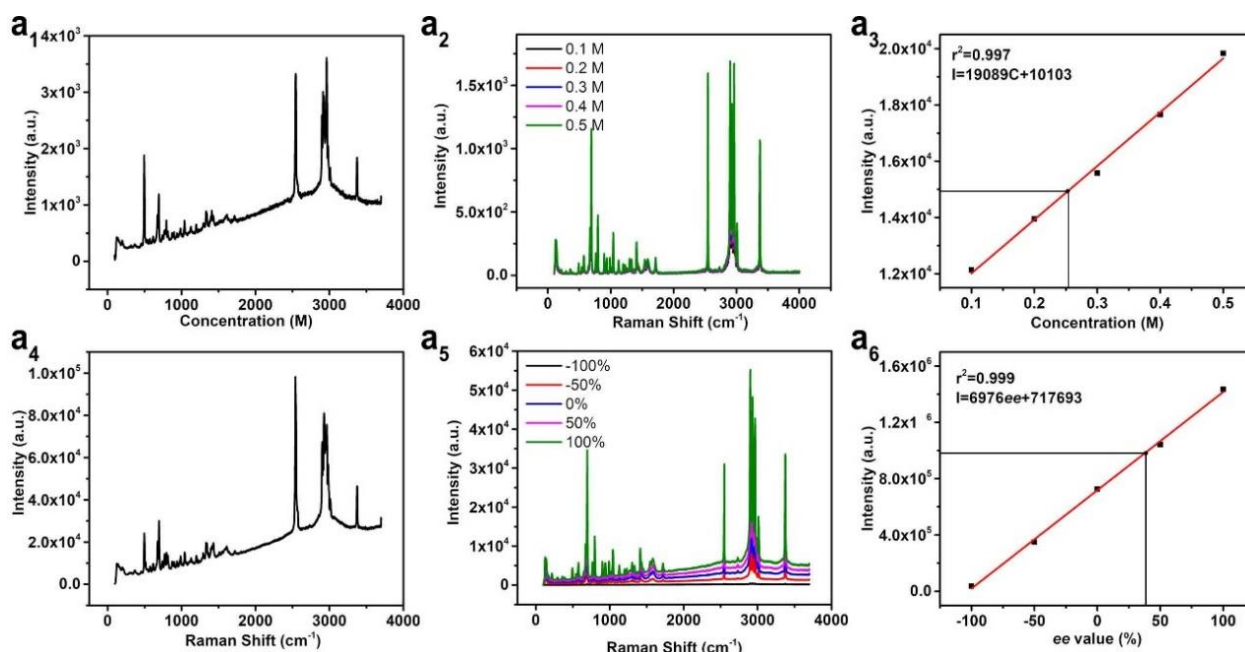 a1
4x10³
3x10³
2x10³
1x10³
0
Intensity (a.u.)
0 1000 2000 3000 4000
Concentration (M)
a2
0.1 M
0.2 M
0.3 M
0.4 M
0.5 M
1.5x10³
1.0x10³
5.0x10²
0.0
Intensity (a.u.)
0 1000 2000 3000 4000
Raman Shift (cm⁻¹)
a3
r²=0.997
I=19089C+10103
2.0x10⁴
1.8x10⁴
1.6x10⁴
1.4x10⁴
1.2x10⁴
Intensity (a.u.)
0.1 0.2 0.3 0.4 0.5
Concentration (M)
a4
1.0x10⁵
8.0x10⁴
6.0x10⁴
4.0x10⁴
2.0x10⁴
0.0
Intensity (a.u.)
0 1000 2000 3000 4000
Raman Shift (cm⁻¹)
a5
-100%
-50%
0%
50%
100%
6x10⁴
5x10⁴
4x10⁴
3x10⁴
2x10⁴
1x10⁴
0
Intensity (a.u.)
0 1000 2000 3000 4000
Raman Shift (cm⁻¹)
a6
r²=0.999
I=6976ee+717693
1.6x10⁶
1.2x10⁶
8.0x10⁵
4.0x10⁵
0.0
Intensity (a.u.)
-100 -50 0 50 100
ee value (%)